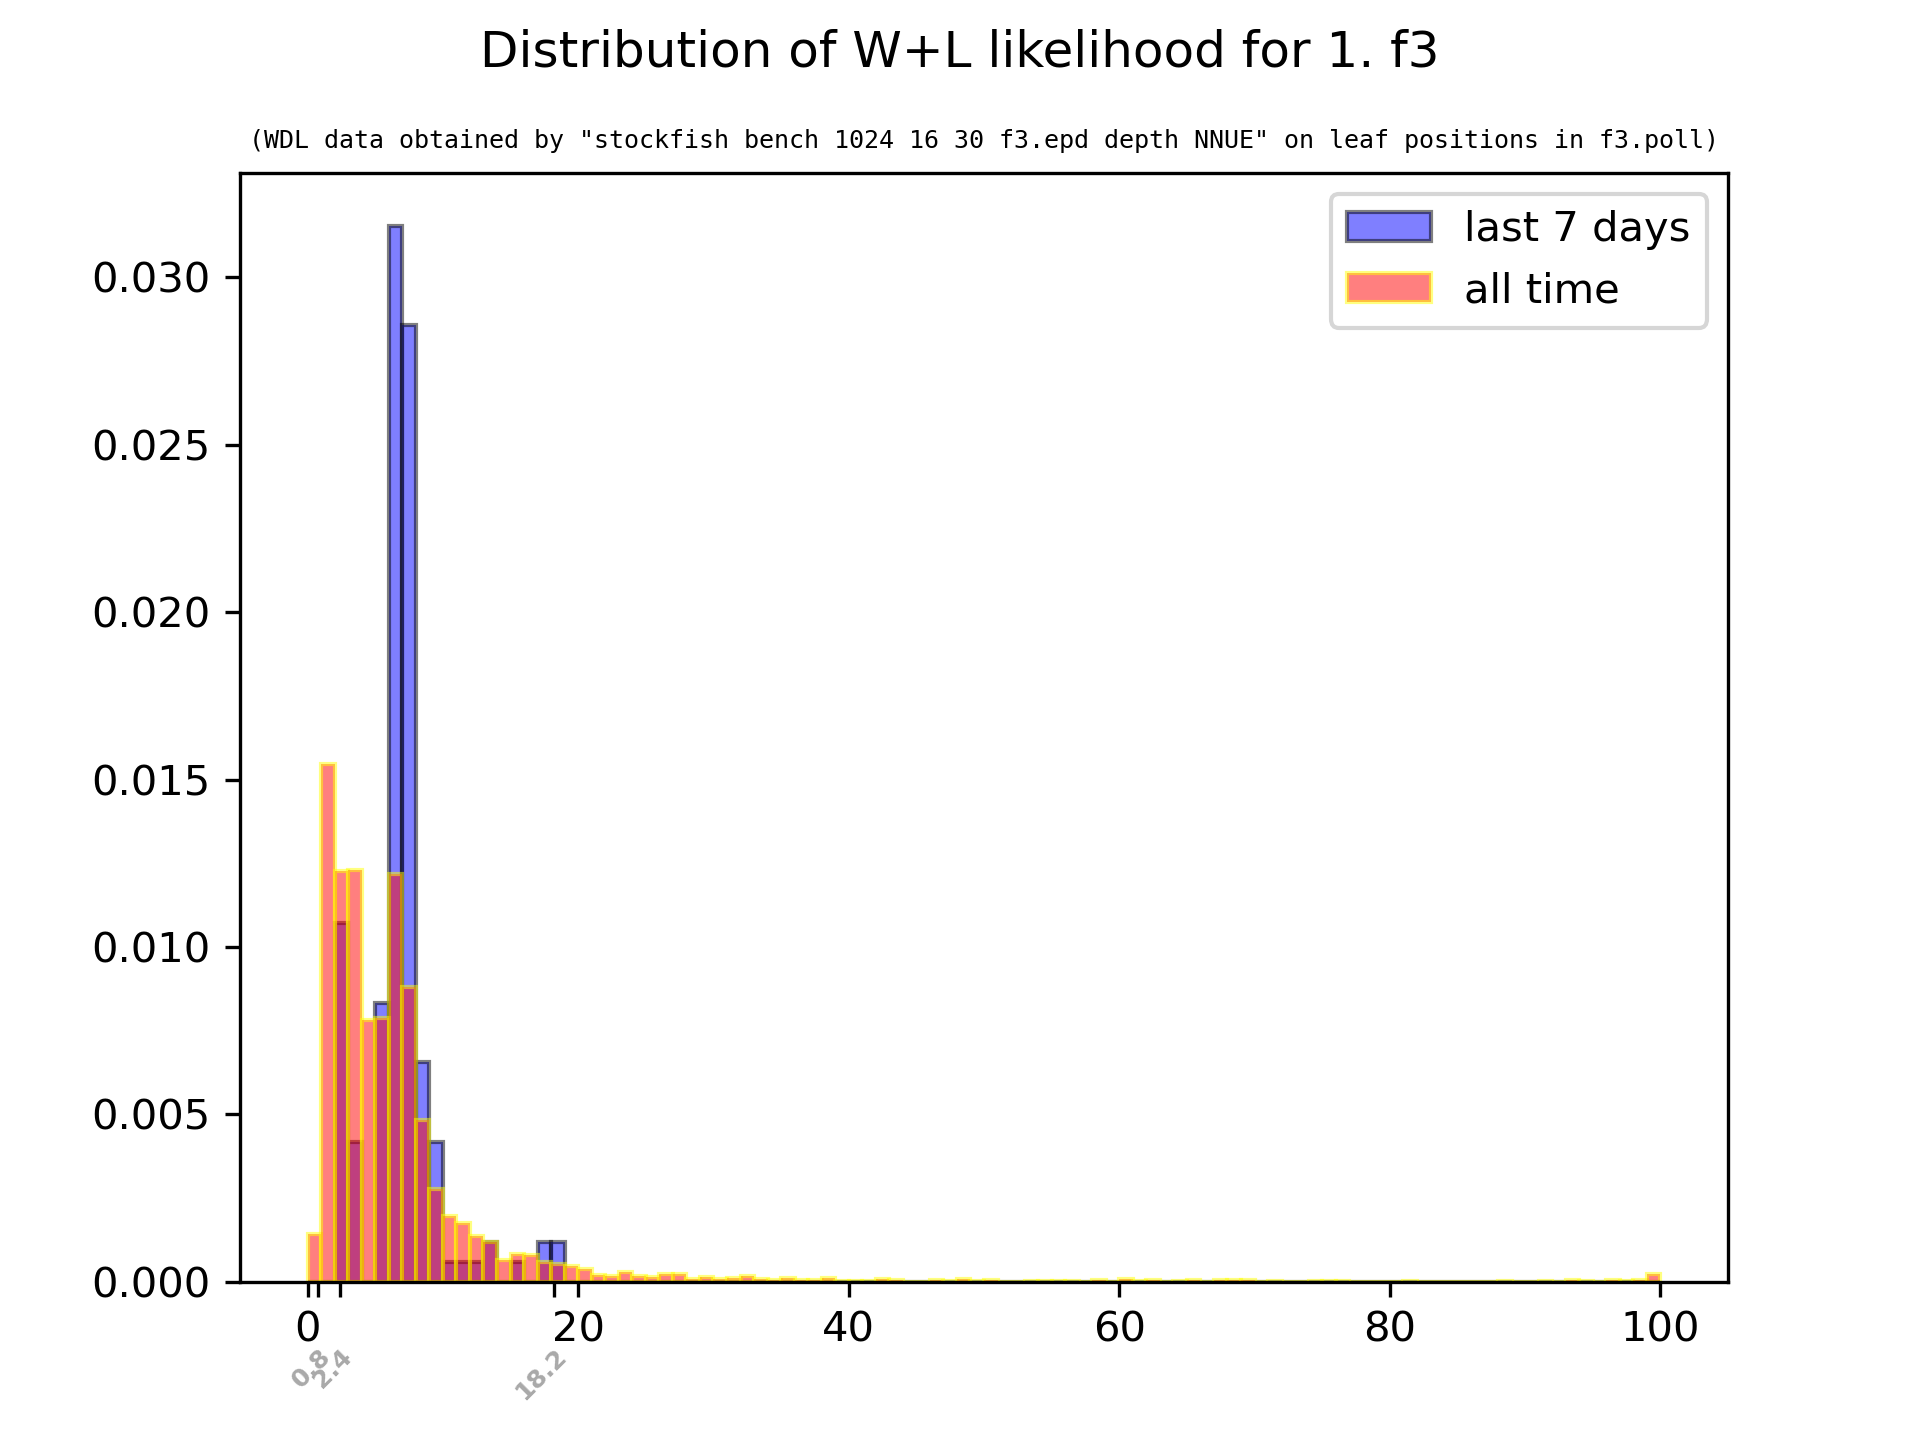 Distribution of W+L likelihood for 1. f3
(WDL data obtained by "stockfish bench 1024 16 30 f3.epd depth NNUE" on leaf positions in f3.poll)
last 7 days
all time
0.030
0.025
0.020
0.015
0.010
0.005
0.000
0 20 40 60 80 100
0.8 2.4 18.2